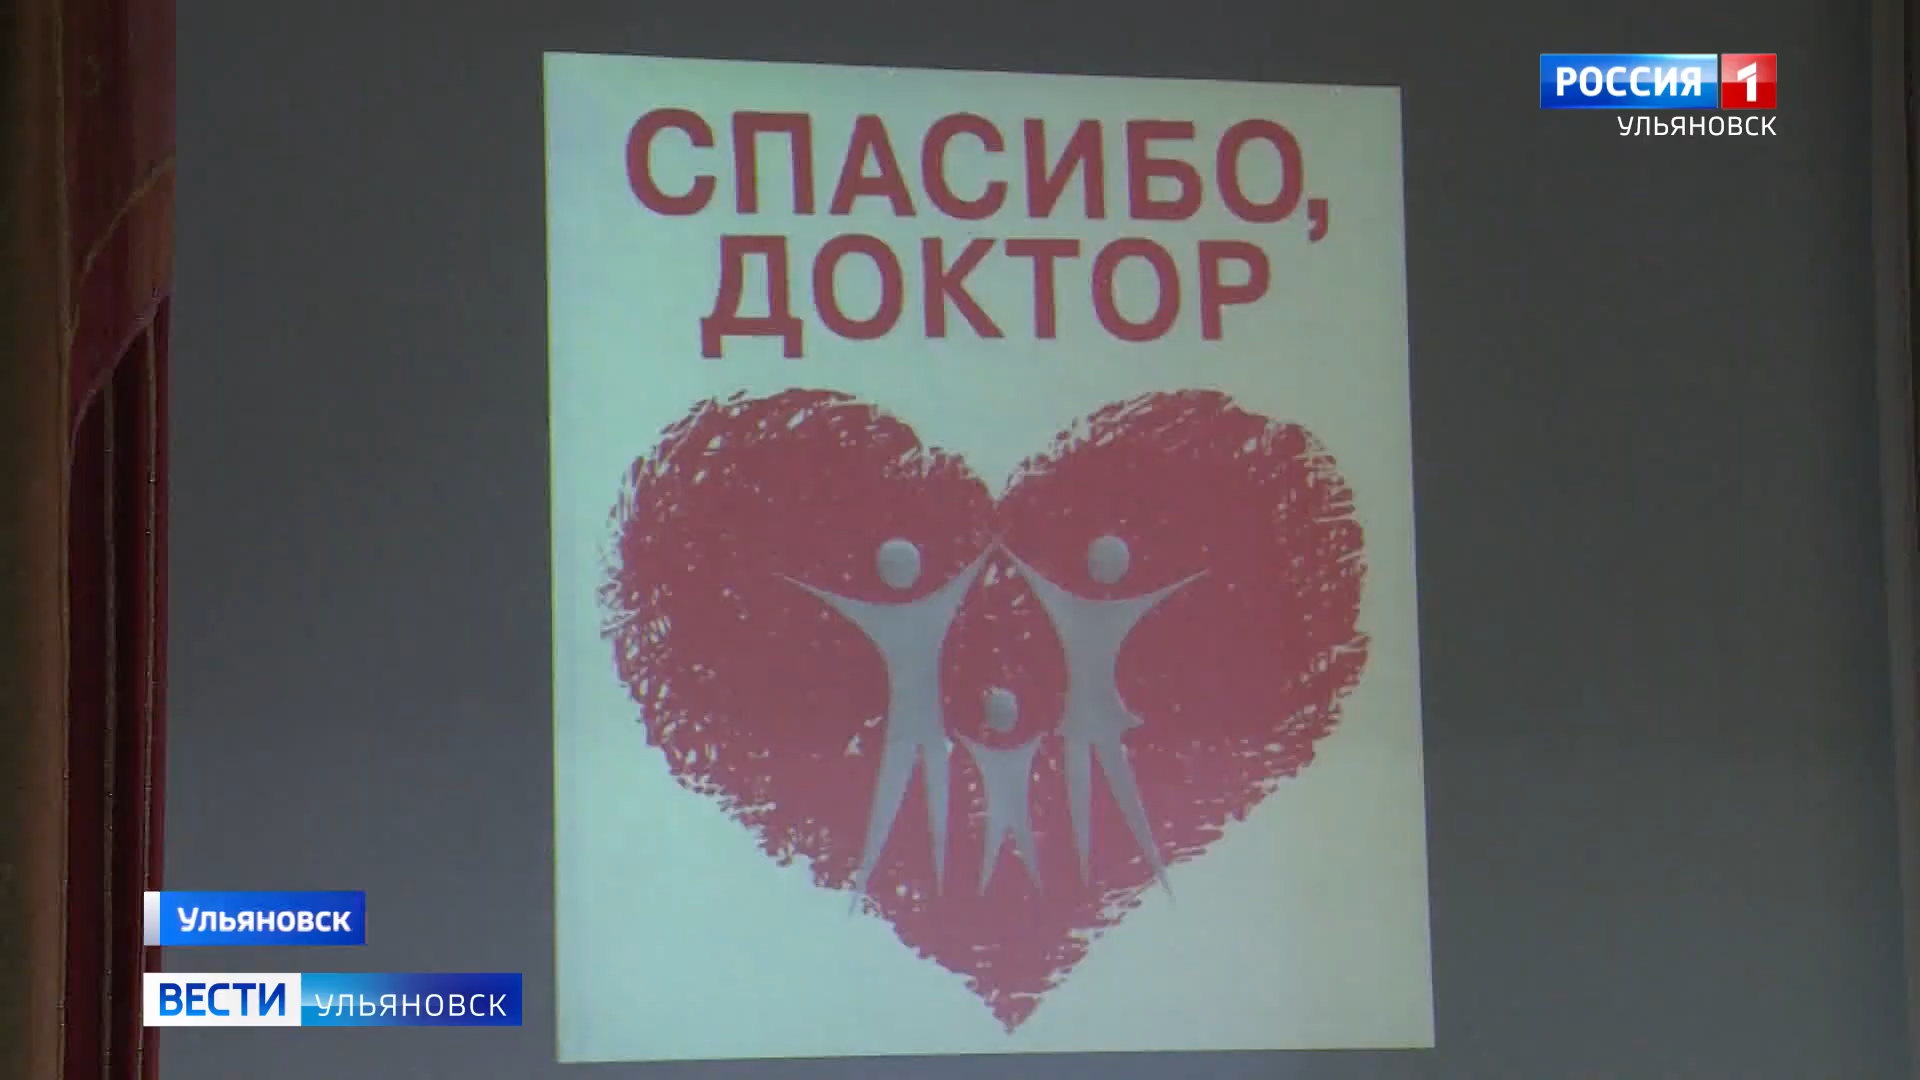 СПАСИБО,
ДОКТОР
РОССИЯ 1
УЛЬЯНОВСК
Ульяновск
ВЕСТИ УЛЬЯНОВСК